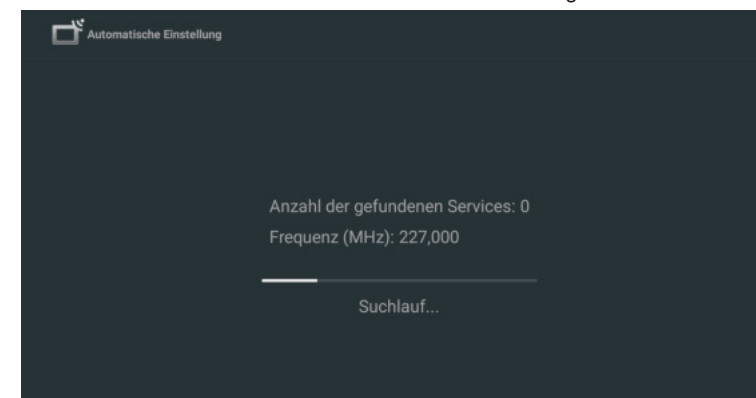 Automatische Einstellung
Anzahl der gefundenen Services: 0
Frequenz (MHz): 227,000
Suchlauf...